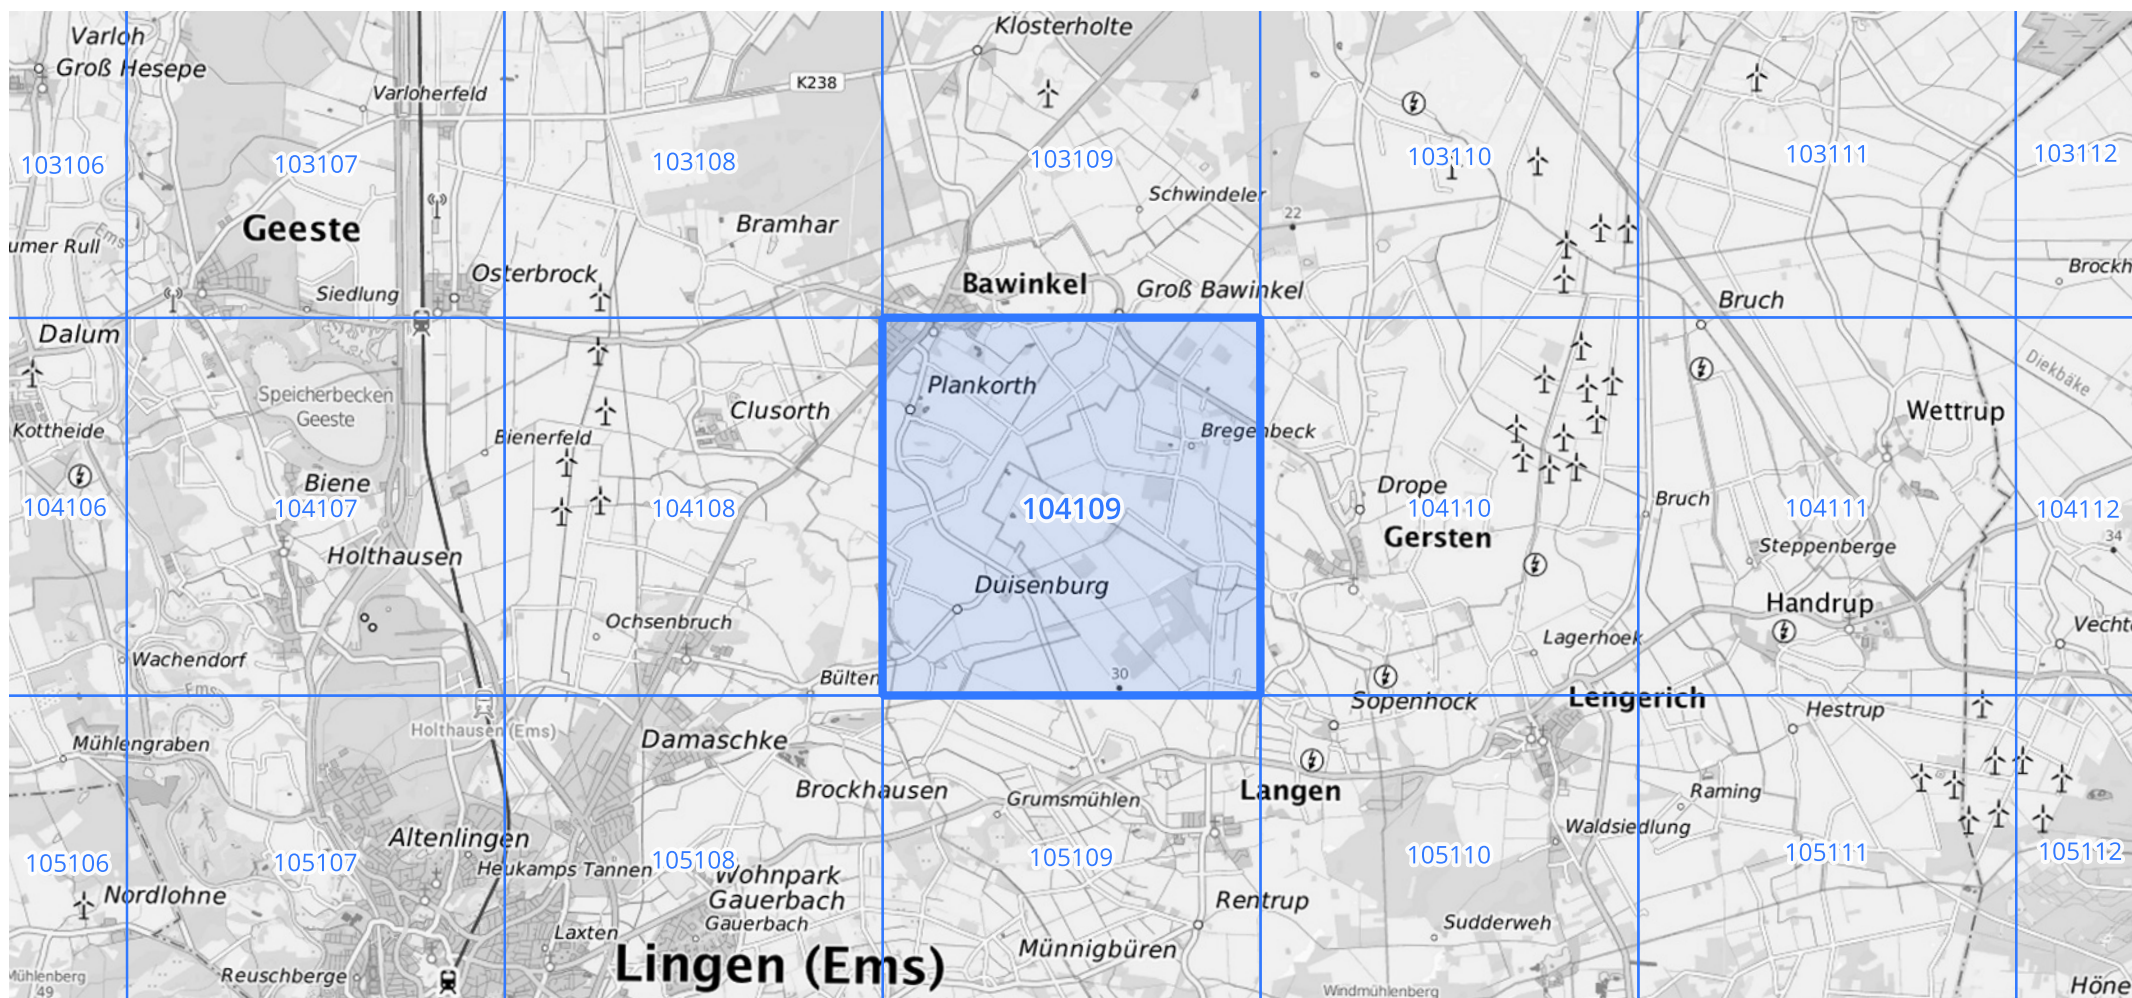 Klosterholte
Varloh
Groß Hesepe
K238
Varloherfeld
103106
103107
103108
103109
103110
103111
103112
Schwindeler
22
Geeste
Bramhar
Ems
umer Rull
Osterbrock
Brockh
Bawinkel
Groß Bawinkel
Siedlung
Bruch
Dalum
Diekbäke
Plankorth
Speicherbecken
Geeste
Clusorth
Wettrup
Kottheide
Bienerfeld
Bregenbeck
Biene
Drope
Bruch
104106
104107
104108
104109
104110
104111
104112
Gersten
34
Holthausen
Steppenberge
Duisenburg
Handrup
Ochsenbruch
Vechte
Lagerhoek
Wachendorf
30
Bülten
Ems
Sopenhock
Lengerich
Hestrup
Holthausen (Ems)
Damaschke
Mühlengraben
Brockhausen
Langen
Raming
Grumsmühlen
Altenlingen
Waldsiedlung
105106
105107
105108
105109
105110
105111
105112
Heukamps Tannen
Wohnpark
Gauerbach
Nordlohne
Rentrup
Gauerbach
Sudderweh
Laxten
Münnigbüren
Lingen (Ems)
Reuschberge
Mühlenberg
49
Windmühlenberg
Höne